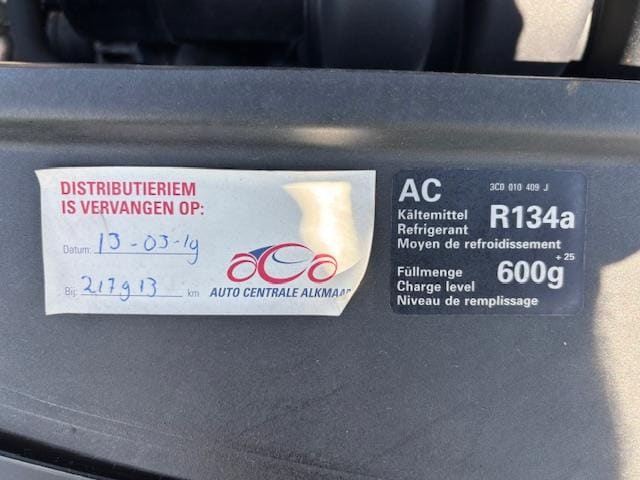 DISTRIBUTIERIEM
IS VERVANGEN OP:
Datum: 13-03-19
Bij: 217913 km
aca
AUTO CENTRALE ALKMAAR
AC 3C0 010 409 J
Kältemittel
Refrigerant R134a
Moyen de refroidissement
Füllmenge
Charge level 600g +25
Niveau de remplissage